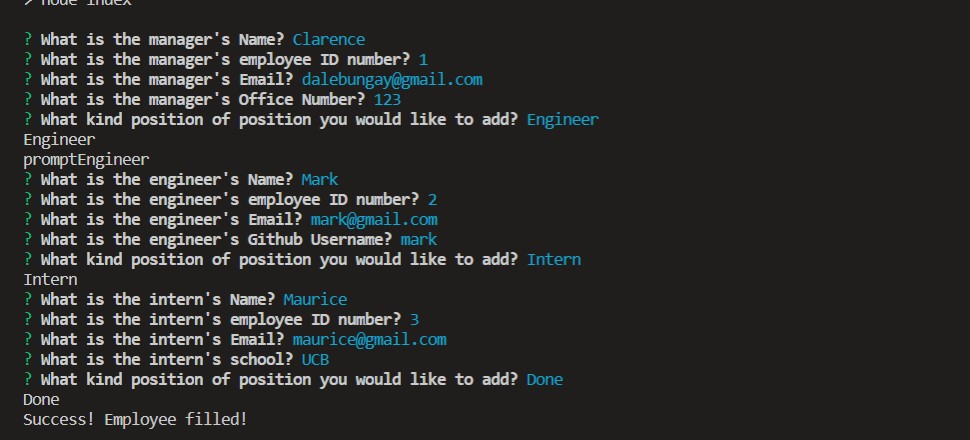 > node index
? What is the manager's Name? Clarence
? What is the manager's employee ID number? 1
? What is the manager's Email? dalebungay@gmail.com
? What is the manager's Office Number? 123
? What kind position of position you would like to add? Engineer
Engineer
promptEngineer
? What is the engineer's Name? Mark
? What is the engineer's employee ID number? 2
? What is the engineer's Email? mark@gmail.com
? What is the engineer's Github Username? mark
? What kind position of position you would like to add? Intern
Intern
? What is the intern's Name? Maurice
? What is the intern's employee ID number? 3
? What is the intern's Email? maurice@gmail.com
? What is the intern's school? UCB
? What kind position of position you would like to add? Done
Done
Success! Employee filled!